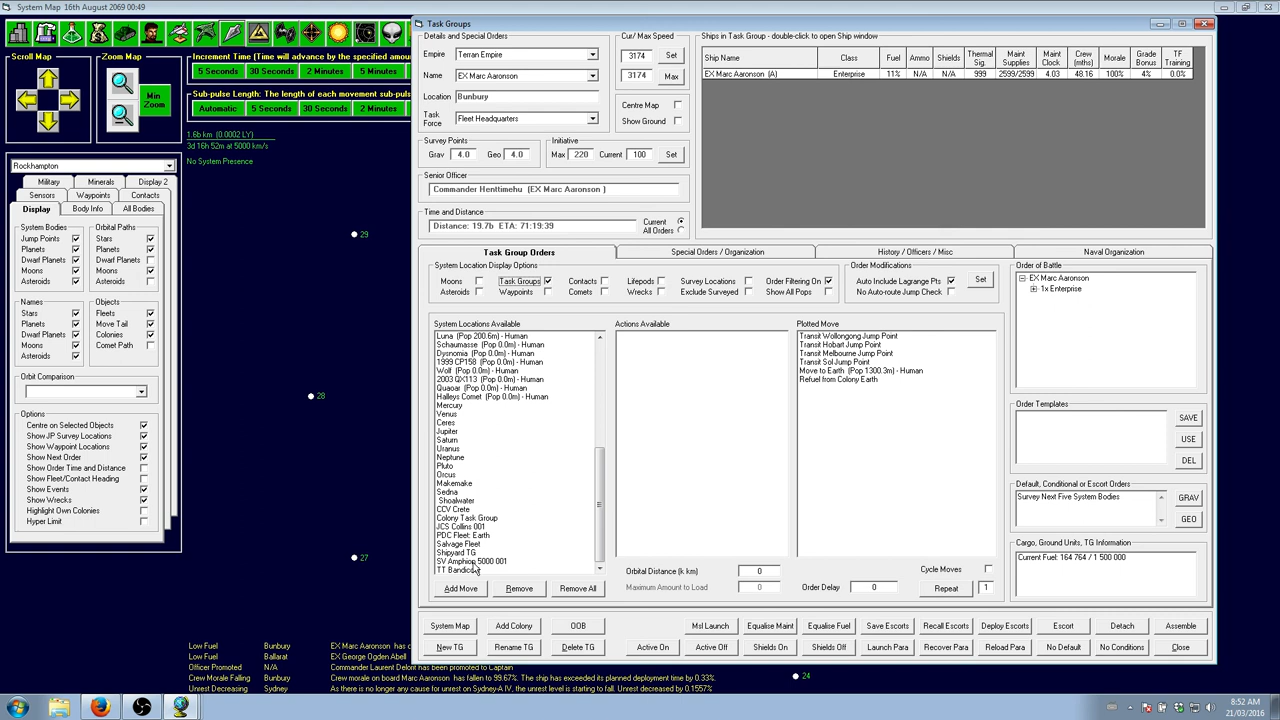 System Map  16th August 2069 00:49
Scroll Map
Zoom Map
Min Zoom
Increment Time (Time will advance by the specified amount
5 Seconds
30 Seconds
2 Minutes
5 Minutes
Sub-pulse Length: The length of each movement sub-pulse
Automatic
5 Seconds
30 Seconds
2 Minutes
1.6b km  (0.0002 LY)
3d 16h 52m at 5000 km/s
No System Presence
Rockhampton
Military
Minerals
Display 2
Sensors
Waypoints
Contacts
Display
Body Info
All Bodies
System Bodies
Orbital Paths
Jump Points
Stars
Planets
Planets
Dwarf Planets
Dwarf Planets
Moons
Moons
Asteroids
Asteroids
Names
Objects
Stars
Fleets
Planets
Move Tail
Dwarf Planets
Colonies
Moons
Comet Path
Asteroids
Orbit Comparison
Options
Centre on Selected Objects
Show JP Survey Locations
Show Waypoint Locations
Show Next Order
Show Order Time and Distance
Show Fleet/Contact Heading
Show Events
Show Wrecks
Highlight Own Colonies
Hyper Limit
29
28
27
24
Low Fuel
Bunbury
EX Marc Aaronson has
Low Fuel
Ballarat
EX George Ogden Abell
Officer Promoted
N/A
Commander Laurent Delort has been promoted to Captain
Crew Morale Falling
Bunbury
Crew morale on board Marc Aaronson has fallen to 99.67%. The ship has exceeded its planned deployment time by 0.33%.
Unrest Decreasing
Sydney
As there is no longer any cause for unrest on Sydney-A IV, the unrest level is starting to fall. Unrest decreased by 0.1557%
Task Groups
Details and Special Orders
Empire
Terran Empire
Name
EX Marc Aaronson
Location
Bunbury
Task Force
Fleet Headquarters
Cur/ Max Speed
3174
Set
3174
Max
Centre Map
Show Ground
Survey Points
Grav
4.0
Geo
4.0
Initiative
Max
220
Current
100
Set
Senior Officer
Commander Henttimehu  (EX Marc Aaronson )
Time and Distance
Distance: 19.7b  ETA: 71:19:39
Current
All Orders
Ships in Task Group - double-click to open Ship window
Ship Name
Class
Fuel
Ammo
Shields
Thermal Sig.
Maint Supplies
Maint Clock
Crew (mths)
Morale
Grade Bonus
TF Training
EX Marc Aaronson  (A)
Enterprise
11%
N/A
N/A
999
2599/2599
4.03
48.16
100%
4%
0.0%
Task Group Orders
Special Orders / Organization
History / Officers / Misc
Naval Organization
System Location Display Options
Moons
Task Groups
Contacts
Lifepods
Survey Locations
Order Filtering On
Asteroids
Waypoints
Comets
Wrecks
Exclude Surveyed
Show All Pops
Order Modifications
Auto Include Lagrange Pts
Set
No Auto-route Jump Check
Order of Battle
EX Marc Aaronson
1x Enterprise
System Locations Available
Luna  (Pop 200.6m) - Human
Schaumasse  (Pop 0.0m) - Human
Dysnomia  (Pop 0.0m) - Human
1999 CP158  (Pop 0.0m) - Human
Wolf  (Pop 0.0m) - Human
2003 QX113  (Pop 0.0m) - Human
Quaoar  (Pop 0.0m) - Human
Halleys Comet  (Pop 0.0m) - Human
Mercury
Venus
Ceres
Jupiter
Saturn
Uranus
Neptune
Pluto
Orcus
Makemake
Sedna
Shoalwater
CCV Crete
Colony Task Group
JCS Collins 001
PDC Fleet: Earth
Salvage Fleet
Shipyard TG
SV Amphion 5000 001
Actions Available
Plotted Move
Transit Wollongong Jump Point
Transit Hobart Jump Point
Transit Melbourne Jump Point
Transit Sol Jump Point
Move to Earth  (Pop 1300.3m) - Human
Refuel from Colony Earth
Order Templates
SAVE
USE
DEL
Default, Conditional or Escort Orders
Survey Next Five System Bodies
GRAV
GEO
Cargo, Ground Units, TG Information
Current Fuel: 164 764 / 1 500 000
Orbital Distance (k km)
0
Cycle Moves
Add Move
Remove
Remove All
Maximum Amount to Load
0
Order Delay
0
Repeat
1
System Map
Add Colony
OOB
Msl Launch
Equalise Maint
Equalise Fuel
Save Escorts
Recall Escorts
Deploy Escorts
Escort
Detach
Assemble
New TG
Rename TG
Delete TG
Active On
Active Off
Shields On
Shields Off
Launch Para
Recover Para
Reload Para
No Default
No Conditions
Close
8:52 AM
21/03/2016